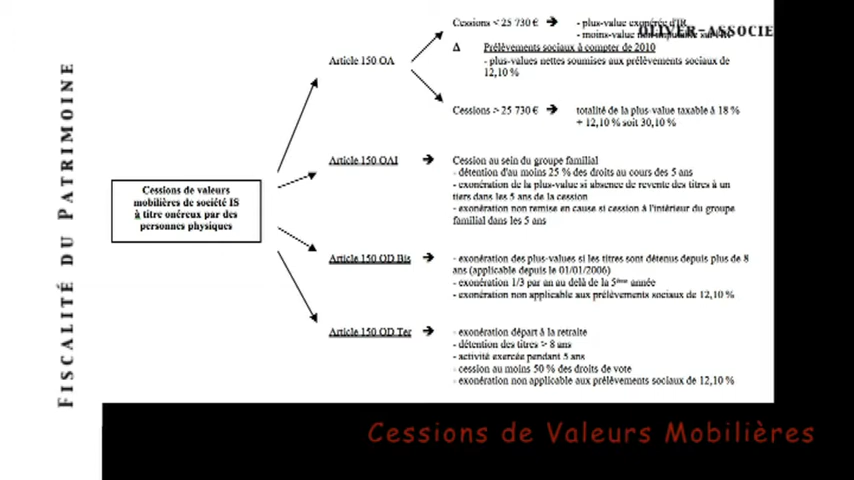 FISCALITÉ DU PATRIMOINE
OLIVER-ASSOCIE
Cessions de valeurs
mobilières de société IS
à titre onéreux par des
personnes physiques
Article 150 OA
Cessions < 25 730 € ➔ - plus-value exonérée d'IR
- moins-value non imputable sur l'IR
Δ Prélèvements sociaux à compter de 2010
- plus-values nettes soumises aux prélèvements sociaux de
12,10 %
Cessions > 25 730 € ➔ totalité de la plus-value taxable à 18 %
+ 12,10 % soit 30,10 %
Article 150 OAI ➔ Cession au sein du groupe familial
- détention d'au moins 25 % des droits au cours des 5 ans
- exonération de la plus-value si absence de revente des titres à un
tiers dans les 5 ans de la cession
- exonération non remise en cause si cession à l'intérieur du groupe
familial dans les 5 ans
Article 150 OD Bis ➔ - exonération des plus-values si les titres sont détenus depuis plus de 8
ans (applicable depuis le 01/01/2006)
- exonération 1/3 par an au delà de la 5ème année
- exonération non applicable aux prélèvements sociaux de 12,10 %
Article 150 OD Ter ➔ - exonération départ à la retraite
- détention des titres > 8 ans
- activité exercée pendant 5 ans
- cession au moins 50 % des droits de vote
- exonération non applicable aux prélèvements sociaux de 12,10 %
Cessions de Valeurs Mobilières